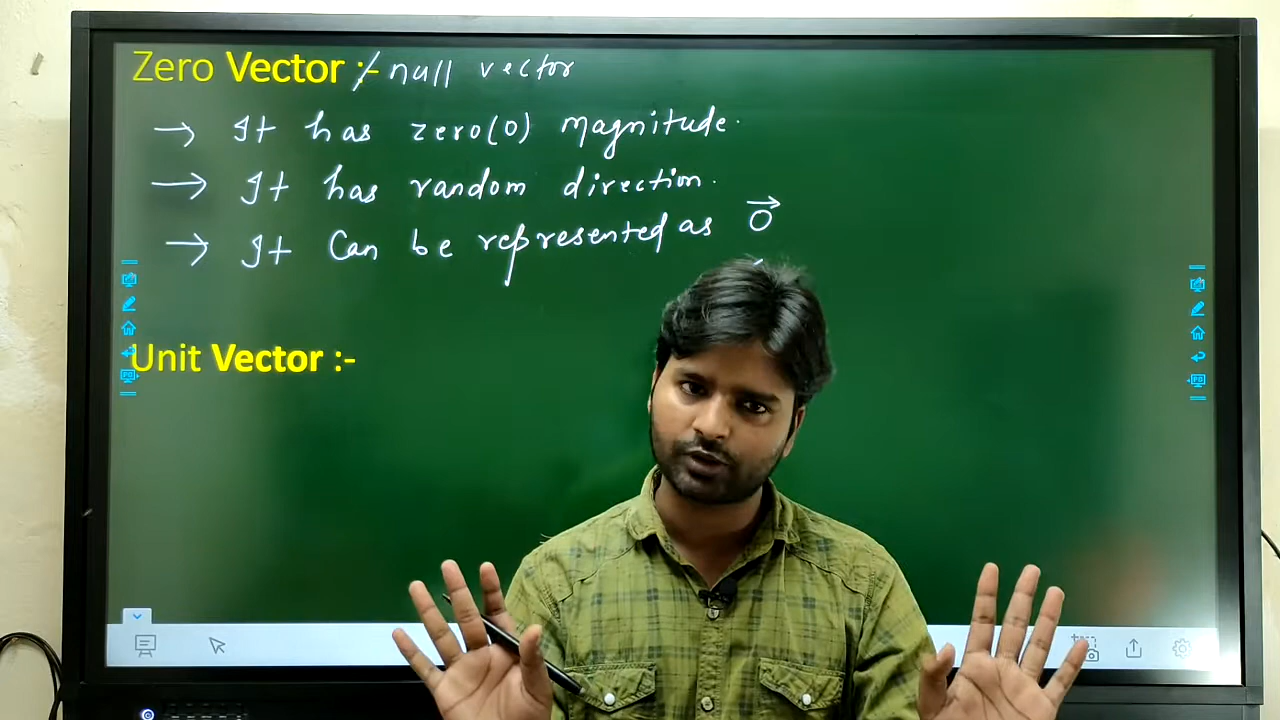 Zero Vector :- / null vector
→ It has zero(0) magnitude.
→ It has random direction.
→ It Can be represented as $\vec{0}$
Unit Vector :-